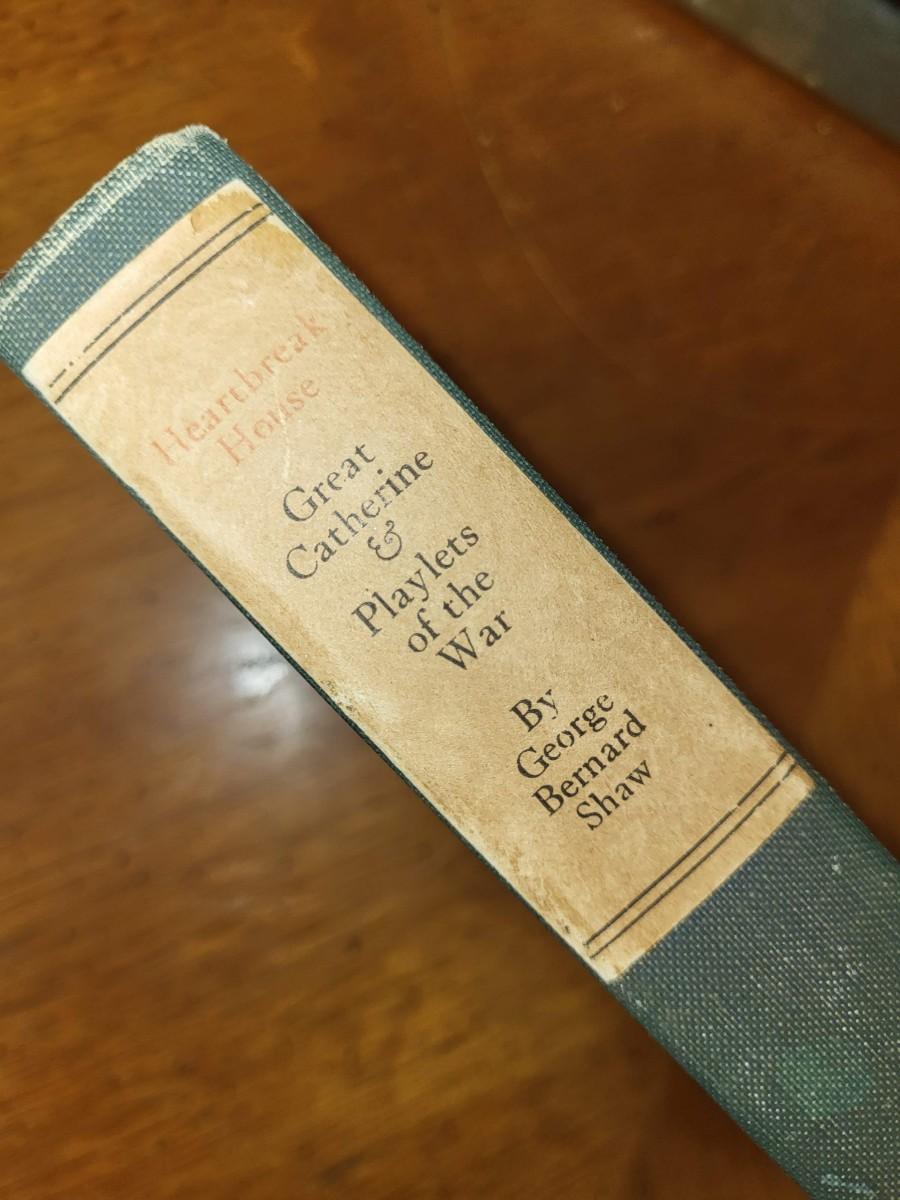 Heartbreak
House
Great
Catherine
&
Playlets
of the
War
By
George
Bernard
Shaw